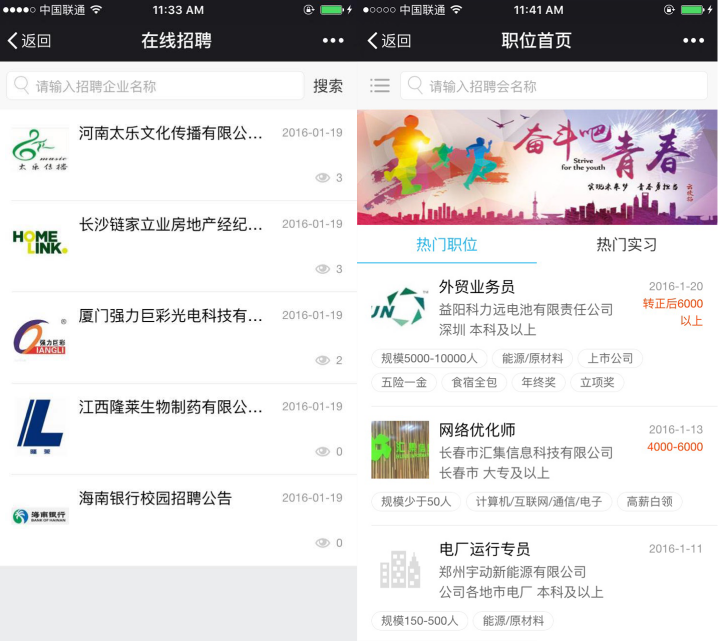 中国联通
11:33 AM
返回
在线招聘
请输入招聘企业名称
搜索
河南太乐文化传播有限公...
2016-01-19
3
music
太乐传播
长沙链家立业房地产经纪...
2016-01-19
3
HOME
LINK
厦门强力巨彩光电科技有...
2016-01-19
2
强力巨彩
QIANGLI
江西隆莱生物制药有限公...
2016-01-19
0
隆莱
海南银行校园招聘公告
2016-01-19
0
海南银行
BANK OF HAINAN
中国联通
11:41 AM
返回
职位首页
请输入招聘会名称
奋斗吧青春
Strive
for the youth
实现未来梦 青春勇担当
热门职位
热门实习
外贸业务员
2016-1-20
益阳科力远电池有限责任公司
转正后6000
以上
深圳 本科及以上
规模5000-10000人
能源/原材料
上市公司
五险一金
食宿全包
年终奖
立项奖
网络优化师
2016-1-13
长春市汇集信息科技有限公司
4000-6000
长春市 大专及以上
规模少于50人
计算机/互联网/通信/电子
高薪白领
电厂运行专员
2016-1-11
郑州宇动新能源有限公司
公司各地市电厂 本科及以上
规模150-500人
能源/原材料